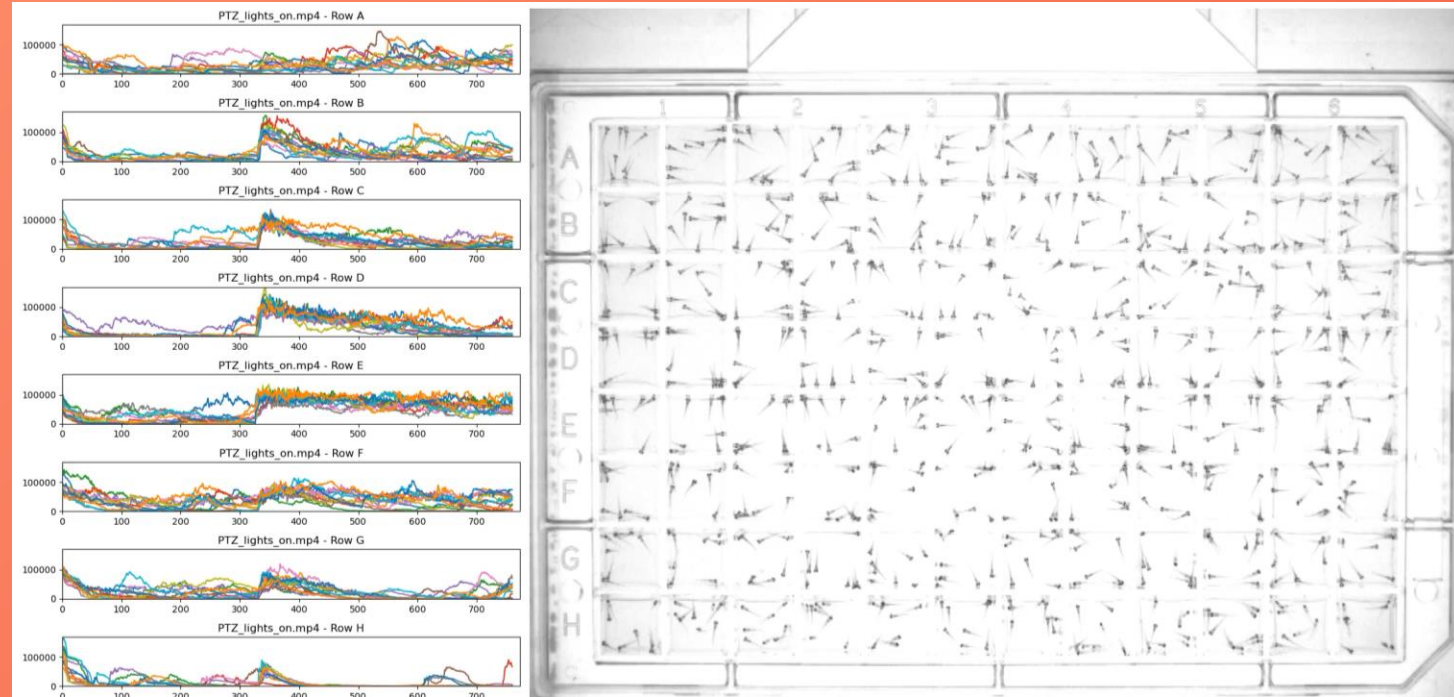 PTZ_lights_on.mp4 - Row A
100000
0
0 100 200 300 400 500 600 700
PTZ_lights_on.mp4 - Row B
100000
0
0 100 200 300 400 500 600 700
PTZ_lights_on.mp4 - Row C
100000
0
0 100 200 300 400 500 600 700
PTZ_lights_on.mp4 - Row D
100000
0
0 100 200 300 400 500 600 700
PTZ_lights_on.mp4 - Row E
100000
0
0 100 200 300 400 500 600 700
PTZ_lights_on.mp4 - Row F
100000
0
0 100 200 300 400 500 600 700
PTZ_lights_on.mp4 - Row G
100000
0
0 100 200 300 400 500 600 700
PTZ_lights_on.mp4 - Row H
100000
0
0 100 200 300 400 500 600 700
1 2 3 4 5 6
A
B
C
D
E
F
G
H